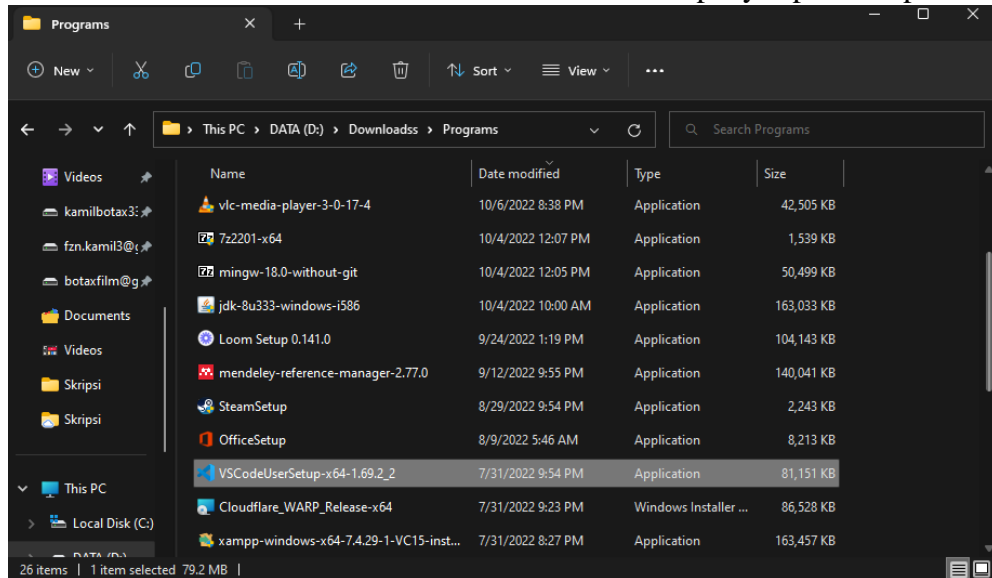 Programs
New
Sort
View
This PC > DATA (D:) > Downloadss > Programs
Search Programs
Name Date modified Type Size
Videos
kamilbotax3
fzn.kamil3@g
botaxfilm@g
Documents
Videos
Skripsi
Skripsi
This PC
Local Disk (C:)
DATA (D:)
vlc-media-player-3-0-17-4 10/6/2022 8:38 PM Application 42,505 KB
7z2201-x64 10/4/2022 12:07 PM Application 1,539 KB
mingw-18.0-without-git 10/4/2022 12:05 PM Application 50,499 KB
jdk-8u333-windows-i586 10/4/2022 10:00 AM Application 163,033 KB
Loom Setup 0.141.0 9/24/2022 1:19 PM Application 104,143 KB
mendeley-reference-manager-2.77.0 9/12/2022 9:55 PM Application 140,041 KB
SteamSetup 8/29/2022 9:54 PM Application 2,243 KB
OfficeSetup 8/9/2022 5:46 AM Application 8,213 KB
VSCodeUserSetup-x64-1.69.2_2 7/31/2022 9:54 PM Application 81,151 KB
Cloudflare_WARP_Release-x64 7/31/2022 9:23 PM Windows Installer ... 86,528 KB
xampp-windows-x64-7.4.29-1-VC15-inst... 7/31/2022 8:27 PM Application 163,457 KB
26 items | 1 item selected 79.2 MB |